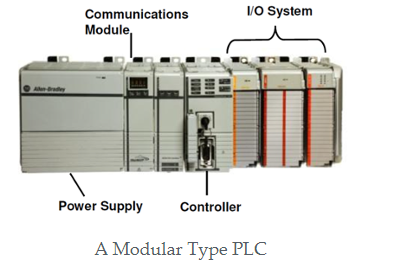 Communications
Module
I/O System
Allen-Bradley
Power Supply
Controller
A Modular Type PLC